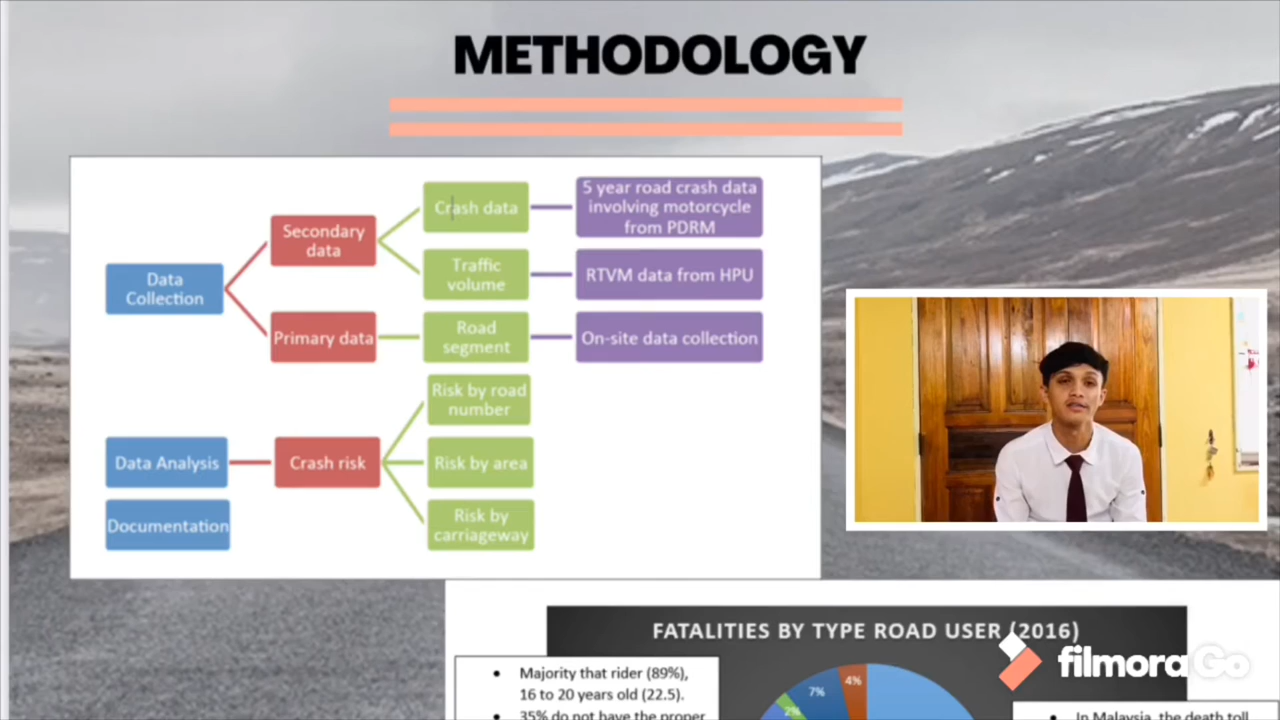 METHODOLOGY
Data
Collection
Secondary
data
Crash data
5 year road crash data
involving motorcycle
from PDRM
Traffic
volume
RTVM data from HPU
Primary data
Road
segment
On-site data collection
Data Analysis
Crash risk
Risk by road
number
Risk by area
Risk by
carriageway
Documentation
FATALITIES BY TYPE ROAD USER (2016)
• Majority that rider (89%),
16 to 20 years old (22.5).
• 35% do not have the proper
2%
7%
4%
• In Malaysia, the death toll
filmoraGo